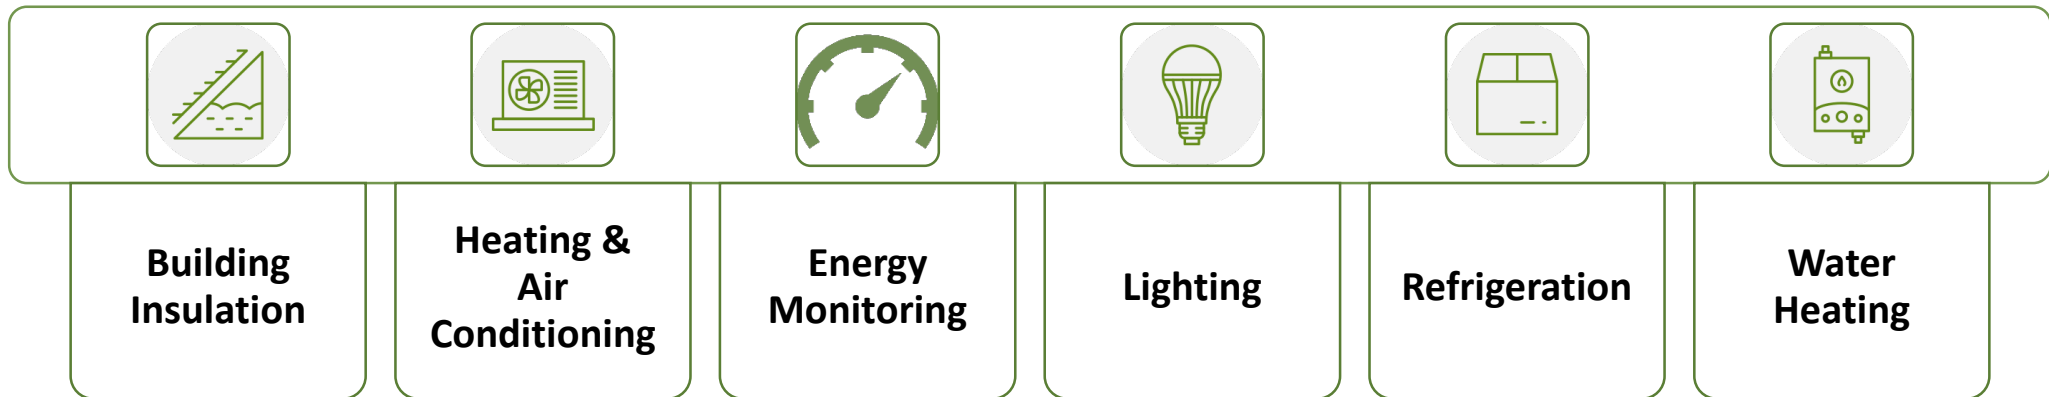 Building
Insulation
Heating &
Air
Conditioning
Energy
Monitoring
Lighting
Refrigeration
Water
Heating